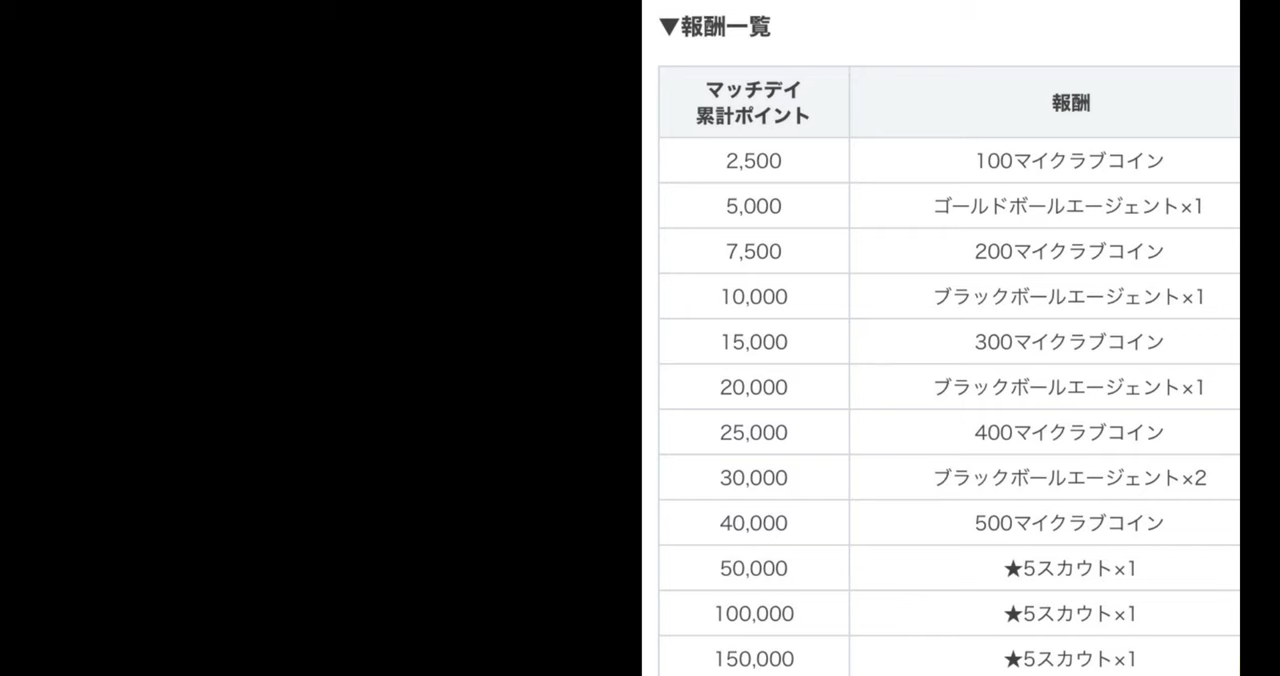 ▼報酬一覧
マッチデイ
累計ポイント
報酬
2,500
100マイクラブコイン
5,000
ゴールドボールエージェント×1
7,500
200マイクラブコイン
10,000
ブラックボールエージェント×1
15,000
300マイクラブコイン
20,000
ブラックボールエージェント×1
25,000
400マイクラブコイン
30,000
ブラックボールエージェント×2
40,000
500マイクラブコイン
50,000
★5スカウト×1
100,000
★5スカウト×1
150,000
★5スカウト×1